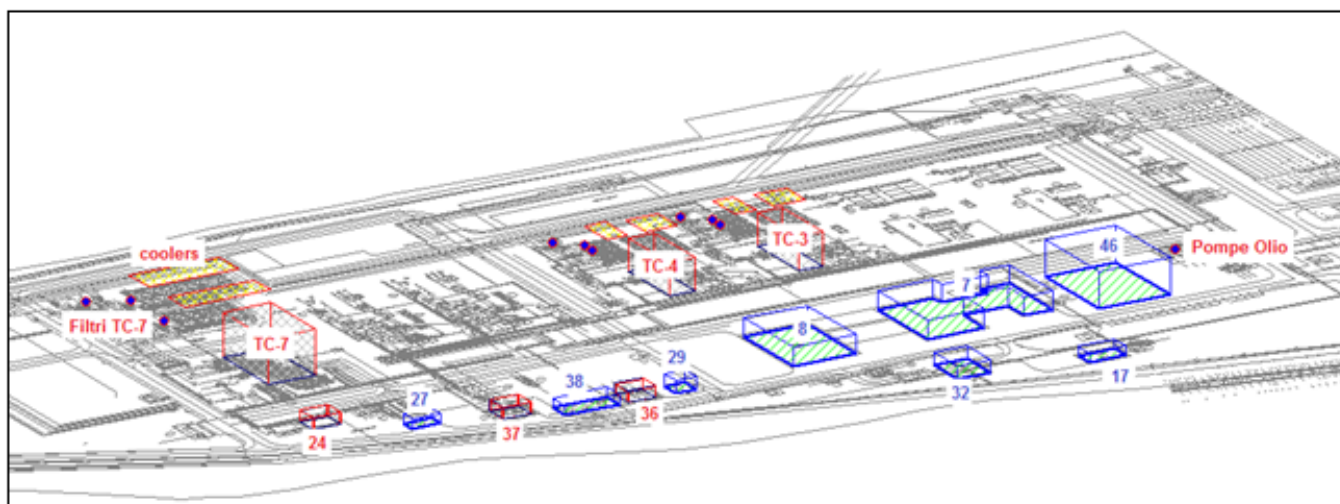 coolers
46
Pompe Olio
TC-3
TC-4
7
Filtri TC-7
TC-7
8
29
38
27
36
32
17
37
24